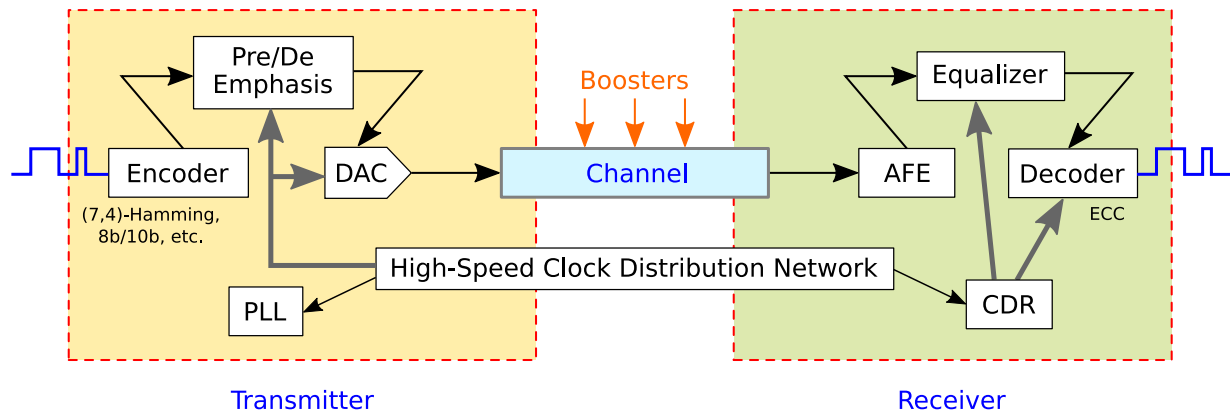 Pre/De
Emphasis
Boosters
Equalizer
Encoder
DAC
Channel
AFE
Decoder
(7,4)-Hamming,
8b/10b, etc.
ECC
High-Speed Clock Distribution Network
PLL
CDR
Transmitter
Receiver